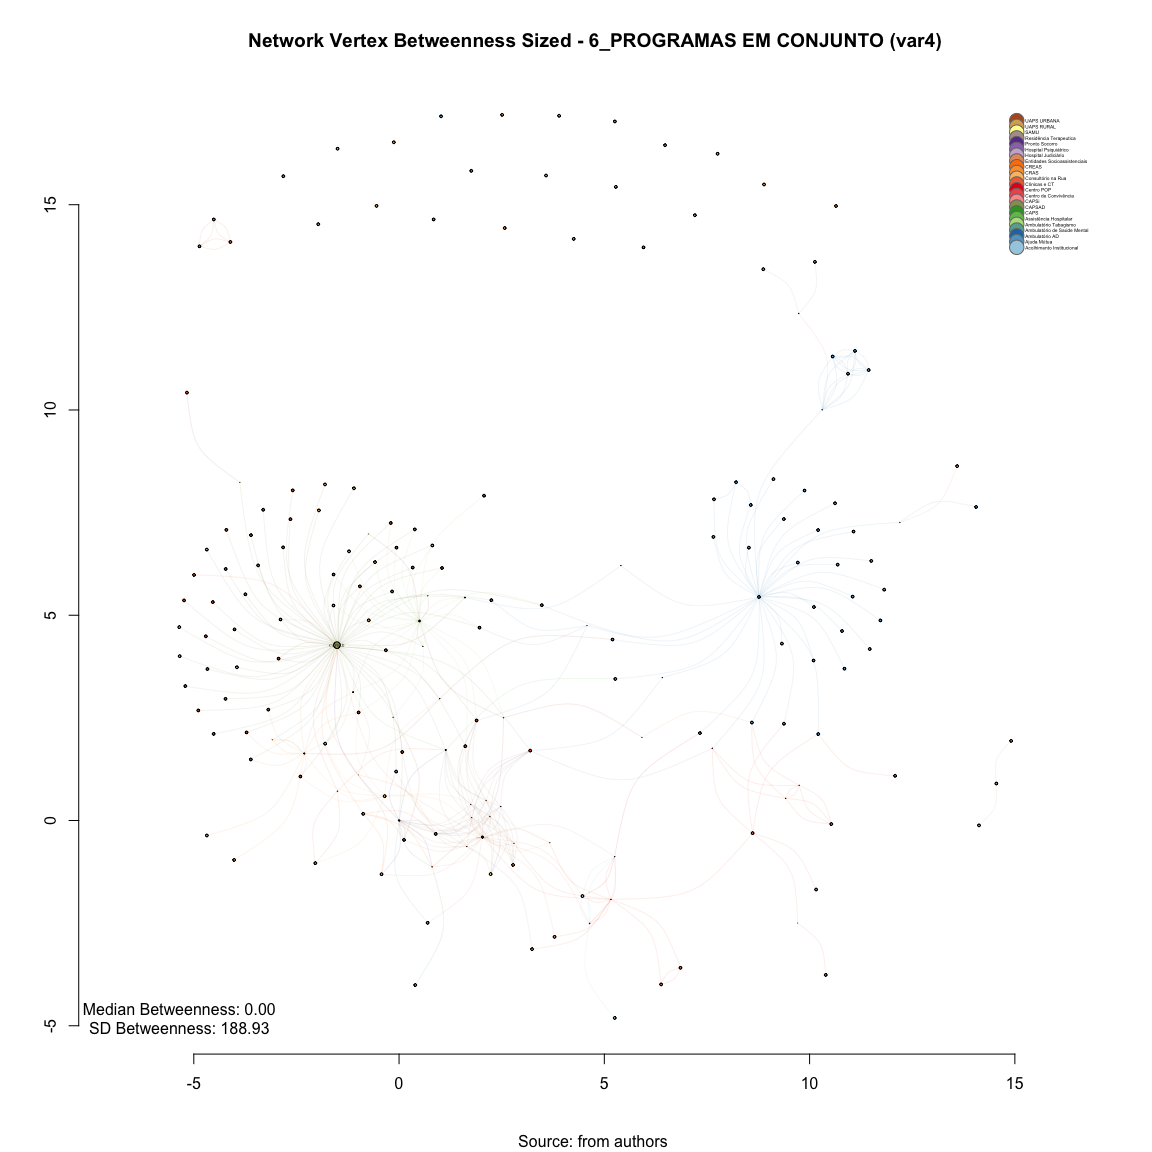 Network Vertex Betweenness Sized - 6_PROGRAMAS EM CONJUNTO (var4)
UAPS URBANA
UAPS RURAL
SAMU
Residência Terapeutica
Pronto Socorro
Hospital Psiquiátrico
Hospital Judiciário
Entidades Socioassistenciais
CREAS
CRAS
Consultório na Rua
Clínicas e CT
Centro POP
Centro de Convivência
CAPSi
CAPSAD
CAPS
Assistência Hospitalar
Ambulatório Tabagismo
Ambulatório de Saúde Mental
Ambulatório AD
Ajuda Mútua
Acolhimento Institucional
15
10
5
0
-5
Median Betweenness: 0.00
SD Betweenness: 188.93
-5 0 5 10 15
Source: from authors